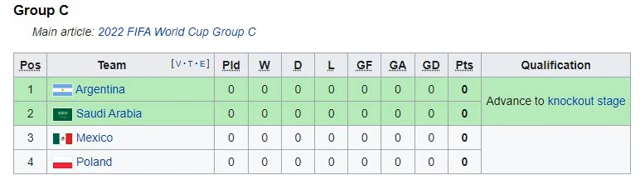 Group C
Main article: 2022 FIFA World Cup Group C
Pos Team [V·T·E] Pld W D L GF GA GD Pts Qualification
1 Argentina 0 0 0 0 0 0 0 0 Advance to knockout stage
2 Saudi Arabia 0 0 0 0 0 0 0 0
3 Mexico 0 0 0 0 0 0 0 0
4 Poland 0 0 0 0 0 0 0 0